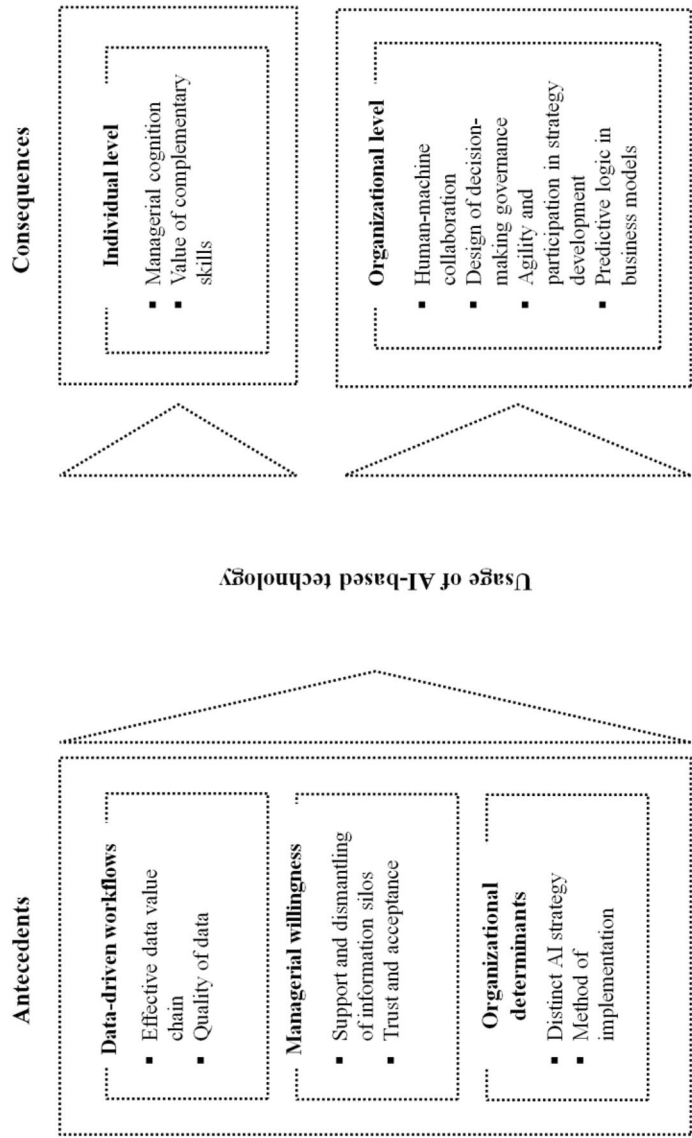 Antecedents
Data-driven workflows
▪ Effective data value
chain
▪ Quality of data
Managerial willingness
▪ Support and dismantling
of information silos
▪ Trust and acceptance
Organizational
determinants
▪ Distinct AI strategy
▪ Method of
implementation
Usage of AI-based technology
Consequences
Individual level
▪ Managerial cognition
▪ Value of complementary
skills
Organizational level
▪ Human-machine
collaboration
▪ Design of decision-
making governance
▪ Agility and
participation in strategy
development
▪ Predictive logic in
business models